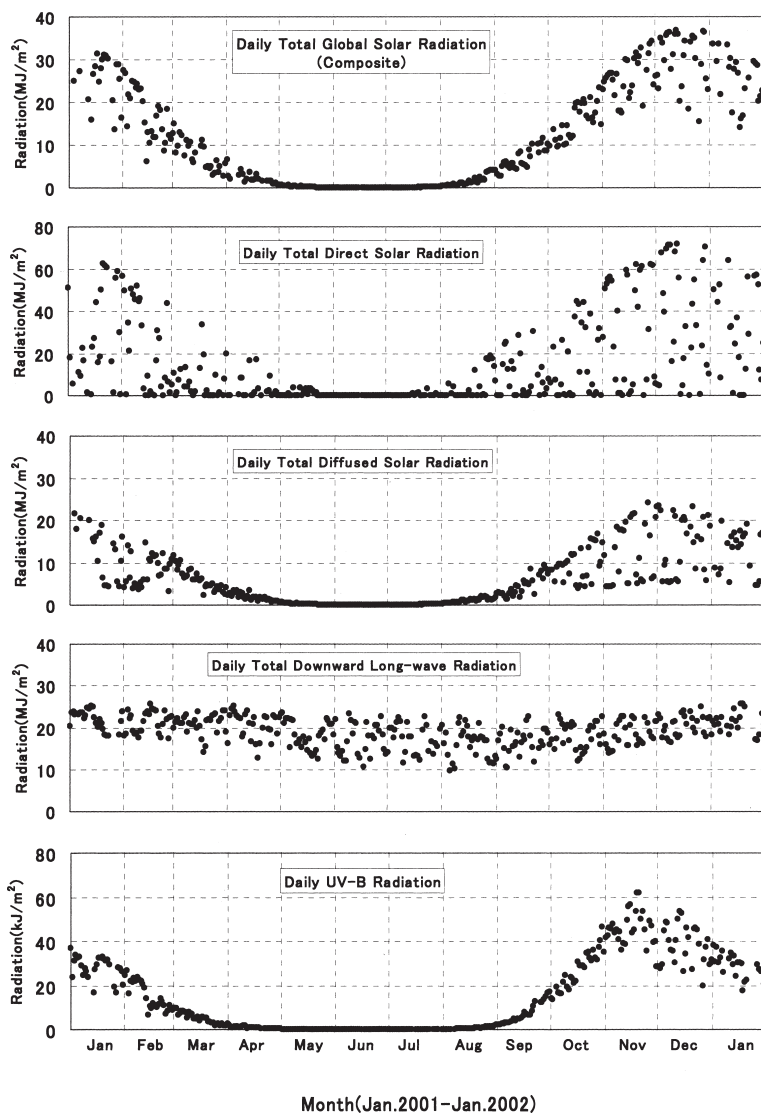 40
30
20
10
0
Radiation(MJ/m²)
Daily Total Global Solar Radiation
(Composite)
80
60
40
20
0
Radiation(MJ/m²)
Daily Total Direct Solar Radiation
40
30
20
10
0
Radiation(MJ/m²)
Daily Total Diffused Solar Radiation
40
30
20
10
0
Radiation(MJ/m²)
Daily Total Downward Long-wave Radiation
80
60
40
20
0
Radiation(kJ/m²)
Daily UV-B Radiation
Jan Feb Mar Apr May Jun Jul Aug Sep Oct Nov Dec Jan
Month(Jan.2001-Jan.2002)